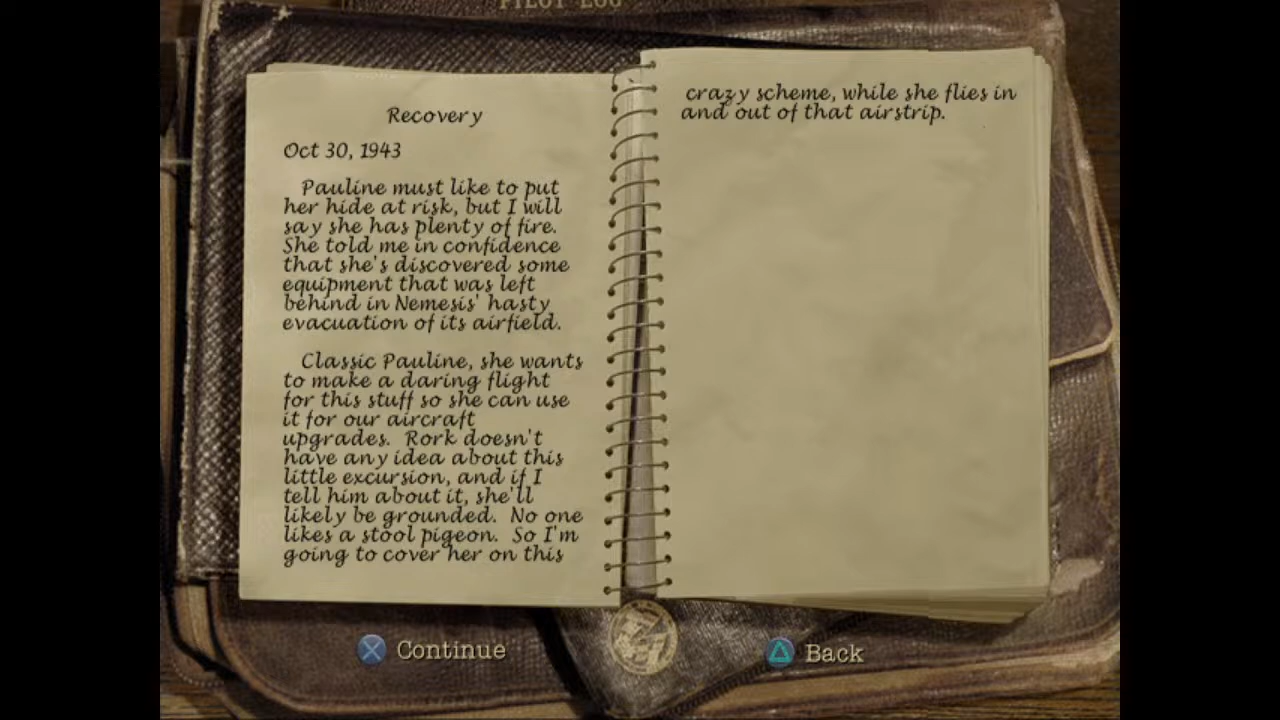 PILOT LOG
Recovery
Oct 30, 1943
Pauline must like to put
her hide at risk, but I will
say she has plenty of fire.
She told me in confidence
that she's discovered some
equipment that was left
behind in Nemesis' hasty
evacuation of its airfield.
Classic Pauline, she wants
to make a daring flight
for this stuff so she can use
it for our aircraft
upgrades.  Rork doesn't
have any idea about this
little excursion, and if I
tell him about it, she'll
likely be grounded.  No one
likes a stool pigeon.  So I'm
going to cover her on this
crazy scheme, while she flies in
and out of that airstrip.
Continue
Back